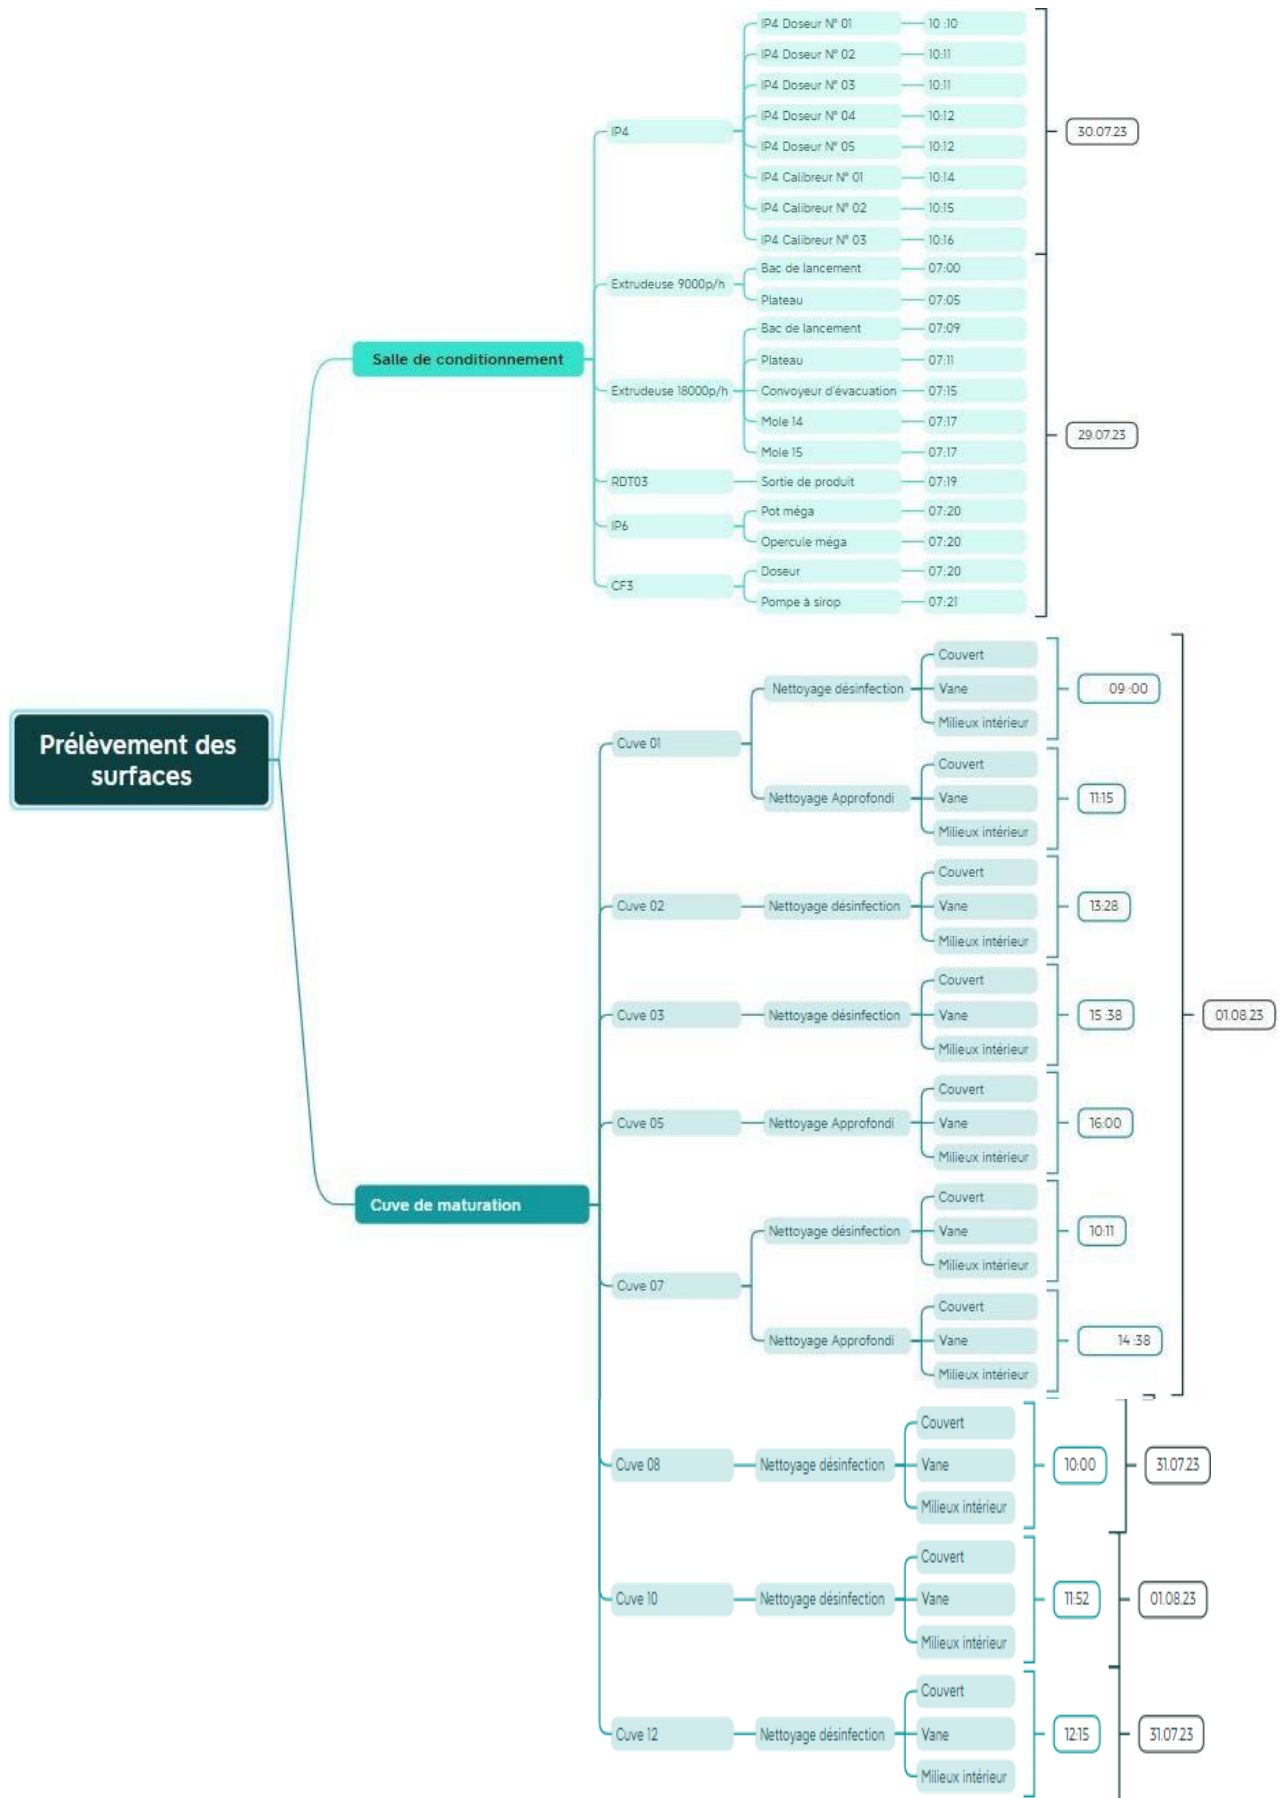 Prélèvement des
surfaces
Salle de conditionnement
IP4
IP4 Doseur N° 01
10 :10
IP4 Doseur N° 02
10:11
IP4 Doseur N° 03
10:11
IP4 Doseur N° 04
10:12
IP4 Doseur N° 05
10:12
IP4 Calibreur N° 01
10:14
IP4 Calibreur N° 02
10:15
IP4 Calibreur N° 03
10:16
30.07.23
Extrudeuse 9000p/h
Bac de lancement
07:00
Plateau
07:05
Extrudeuse 18000p/h
Bac de lancement
07:09
Plateau
07:11
Convoyeur d'évacuation
07:15
Mole 14
07:17
Mole 15
07:17
RDT03
Sortie de produit
07:19
IP6
Pot méga
07:20
Opercule méga
07:20
CF3
Doseur
07:20
Pompe à sirop
07:21
29.07.23
Cuve de maturation
Cuve 01
Nettoyage désinfection
Couvert
Vane
Milieux intérieur
09 :00
Nettoyage Approfondi
Couvert
Vane
Milieux intérieur
11:15
Cuve 02
Nettoyage désinfection
Couvert
Vane
Milieux intérieur
13:28
Cuve 03
Nettoyage désinfection
Couvert
Vane
Milieux intérieur
15 :38
Cuve 05
Nettoyage Approfondi
Couvert
Vane
Milieux intérieur
16:00
Cuve 07
Nettoyage désinfection
Couvert
Vane
Milieux intérieur
10:11
Nettoyage Approfondi
Couvert
Vane
Milieux intérieur
14 :38
01.08.23
Cuve 08
Nettoyage désinfection
Couvert
Vane
Milieux intérieur
10:00
31.07.23
Cuve 10
Nettoyage désinfection
Couvert
Vane
Milieux intérieur
11:52
01.08.23
Cuve 12
Nettoyage désinfection
Couvert
Vane
Milieux intérieur
12:15
31.07.23